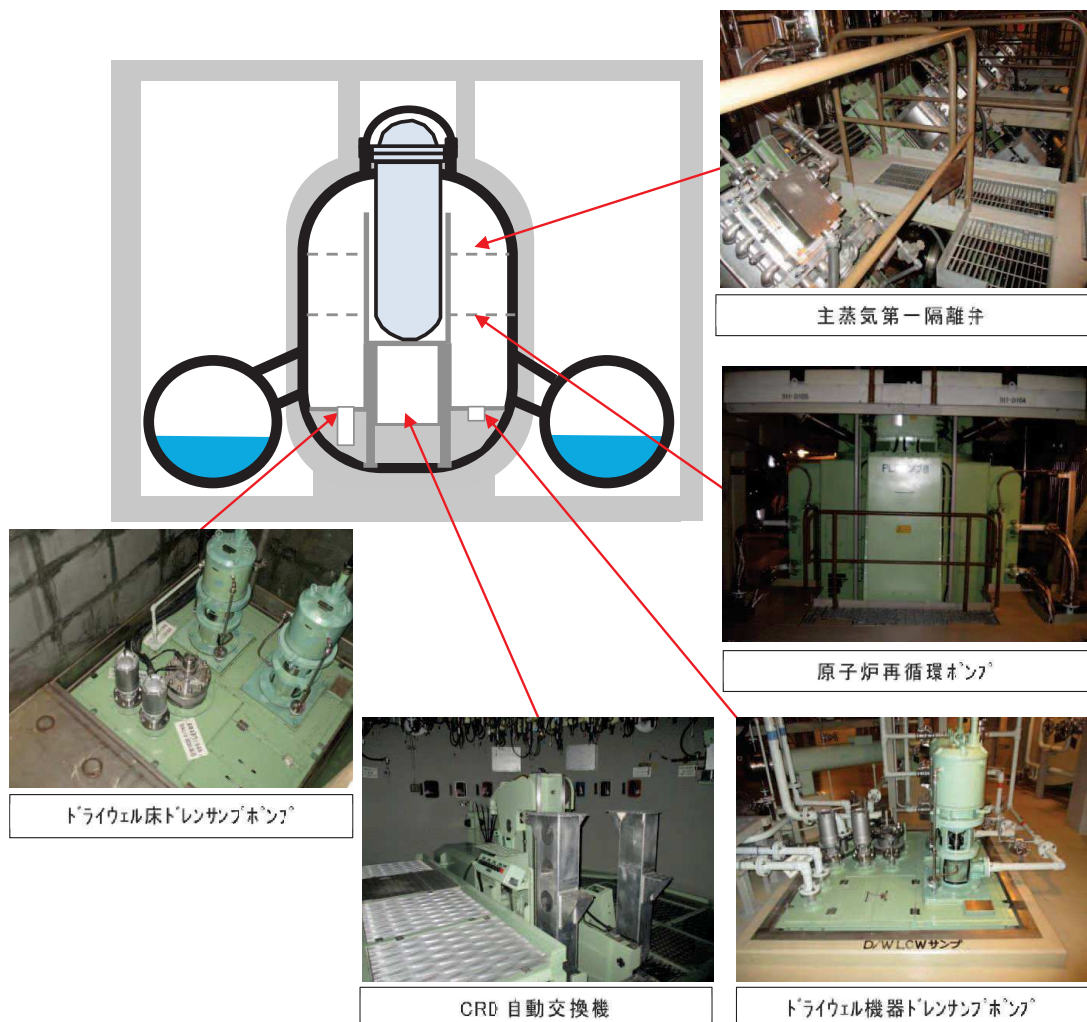 主蒸気第一隔離弁
原子炉再循環ポンプ
ドライウェル床ドレンサンプポンプ
D/W LCWサンプ
CRD 自動交換機
ドライウェル機器ドレンサンプポンプ